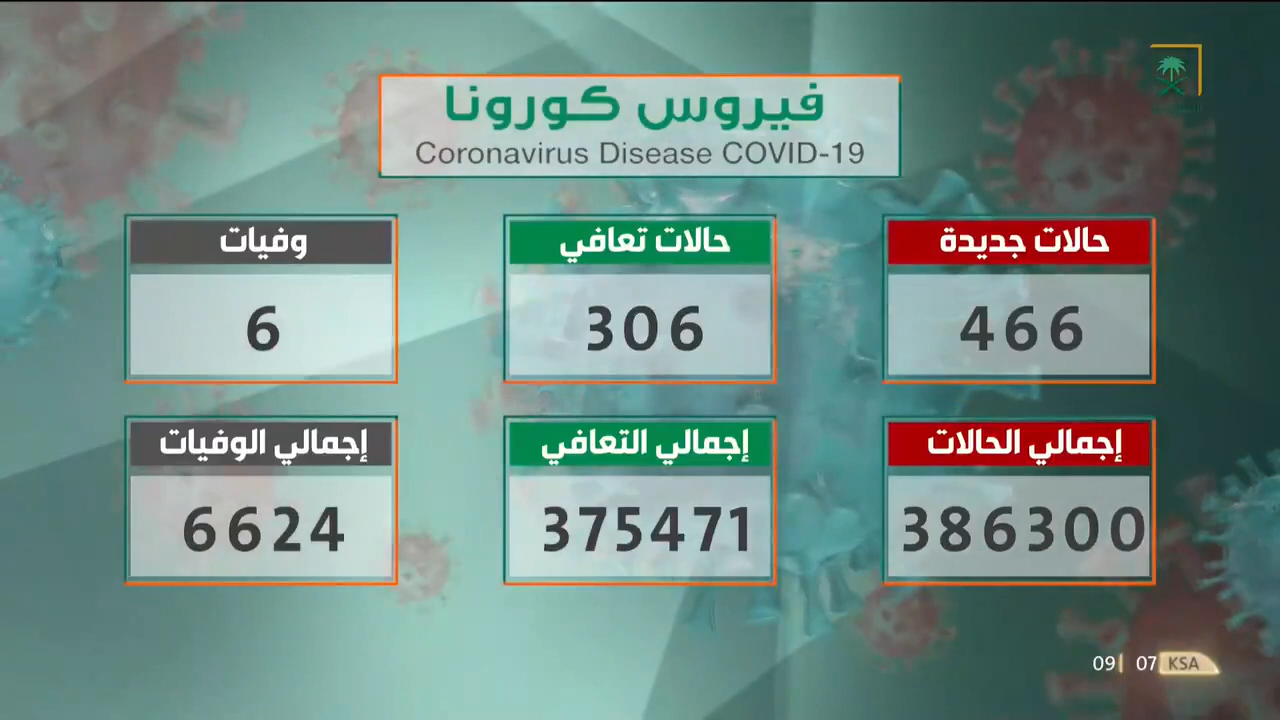 فيروس كورونا
Coronavirus Disease COVID-19
حالات جديدة
466
حالات تعافي
306
وفيات
6
إجمالي الحالات
386300
إجمالي التعافي
375471
إجمالي الوفيات
6624
09 07 KSA